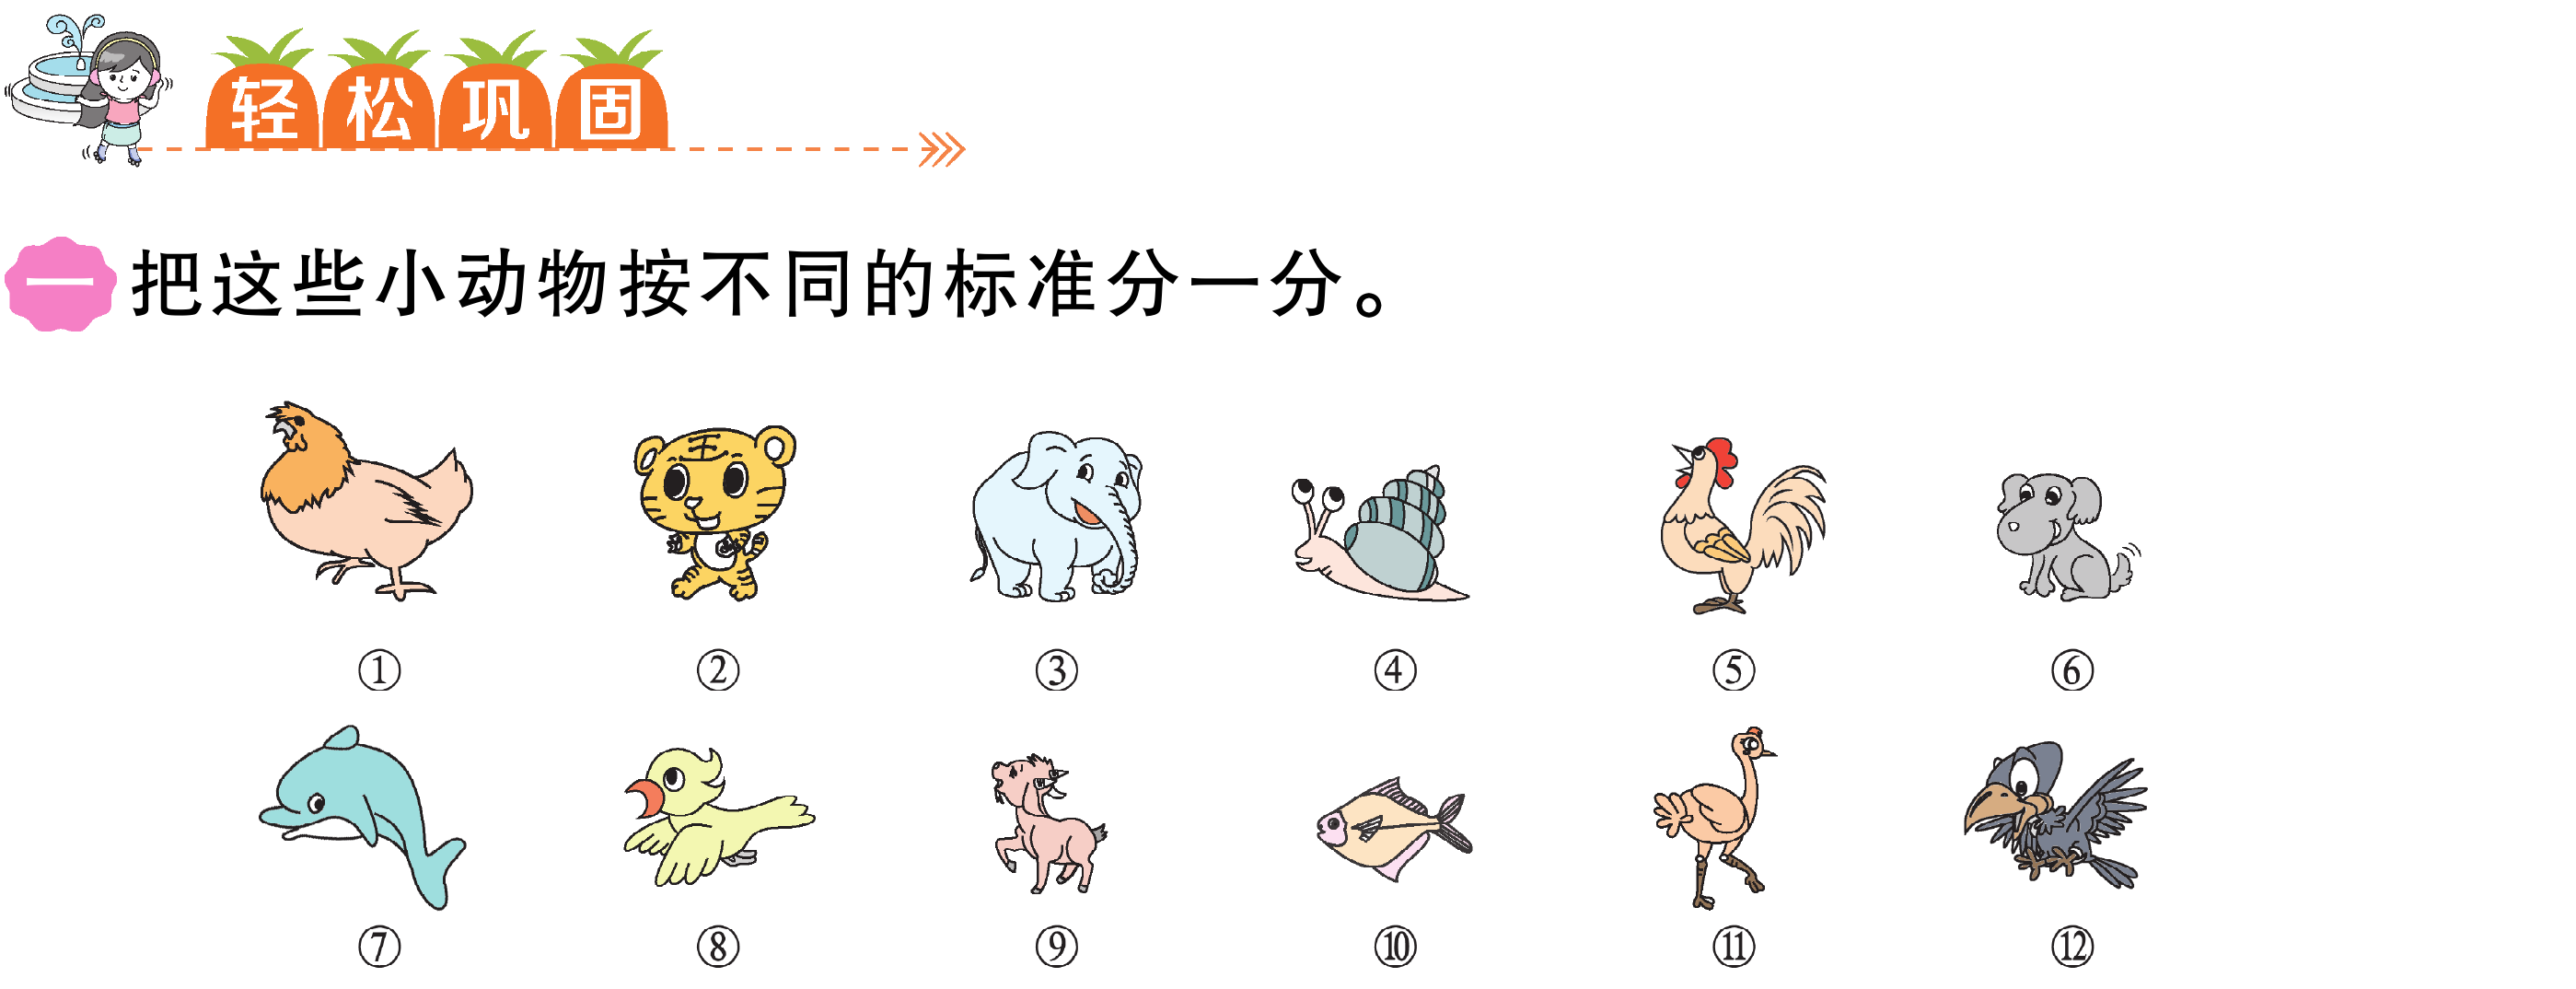 轻松巩固
一 把这些小动物按不同的标准分一分。
王
① ② ③ ④ ⑤ ⑥
⑦ ⑧ ⑨ ⑩ ⑪ ⑫